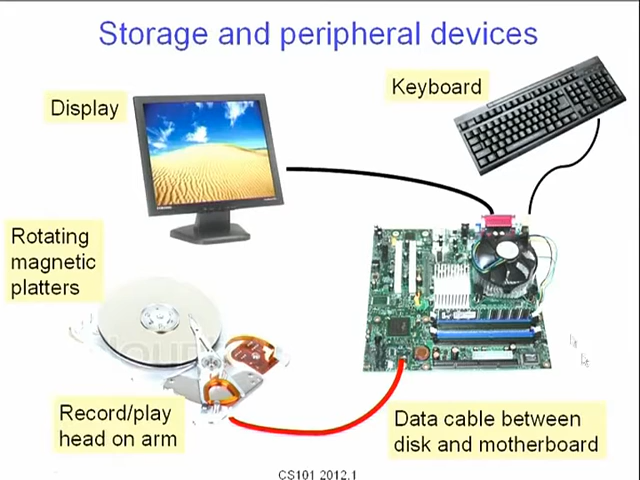 Storage and peripheral devices
Display
Keyboard
Rotating
magnetic
platters
Record/play
head on arm
Data cable between
disk and motherboard
CS101 2012.1